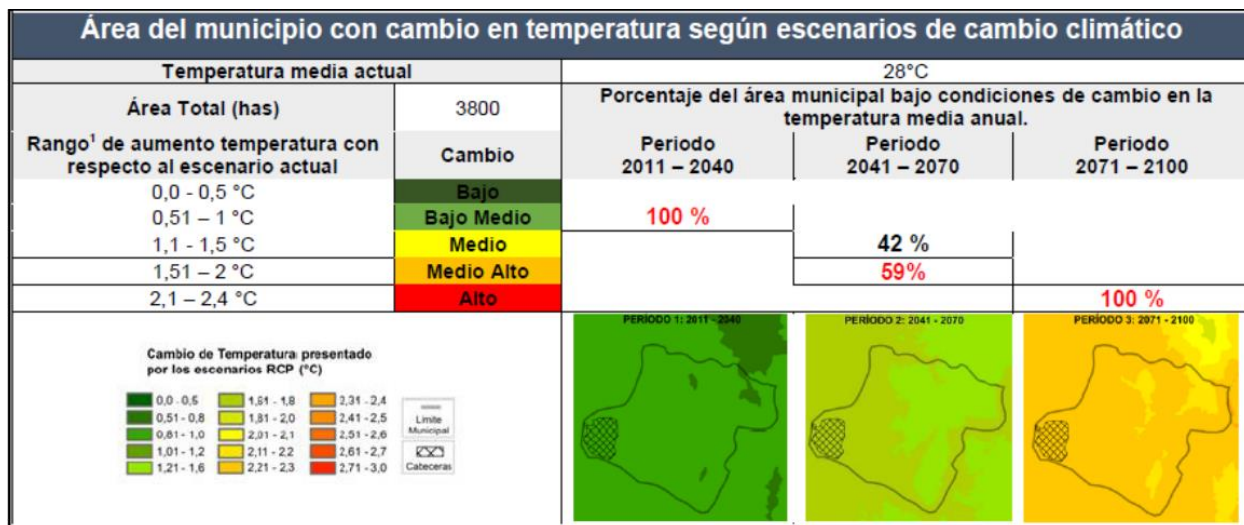 Área del municipio con cambio en temperatura según escenarios de cambio climático
Temperatura media actual
28°C
Área Total (has)
3800
Porcentaje del área municipal bajo condiciones de cambio en la
temperatura media anual.
Rango¹ de aumento temperatura con
respecto al escenario actual
Cambio
Periodo
2011 – 2040
Periodo
2041 – 2070
Periodo
2071 – 2100
0,0 - 0,5 °C
Bajo
0,51 – 1 °C
Bajo Medio
100 %
1,1 - 1,5 °C
Medio
42 %
1,51 – 2 °C
Medio Alto
59%
2,1 – 2,4 °C
Alto
100 %
Cambio de Temperatura presentado
por los escenarios RCP (°C)
0,0 - 0,5
0,51 - 0,8
0,81 - 1,0
1,01 - 1,2
1,21 - 1,6
1,61 - 1,8
1,81 - 2,0
2,01 - 2,1
2,11 - 2,2
2,21 - 2,3
2,31 - 2,4
2,41 - 2,5
2,51 - 2,6
2,61 - 2,7
2,71 - 3,0
Limite
Municipal
Cabeceras
PERÍODO 1: 2011 - 2040
PERÍODO 2: 2041 - 2070
PERÍODO 3: 2071 - 2100